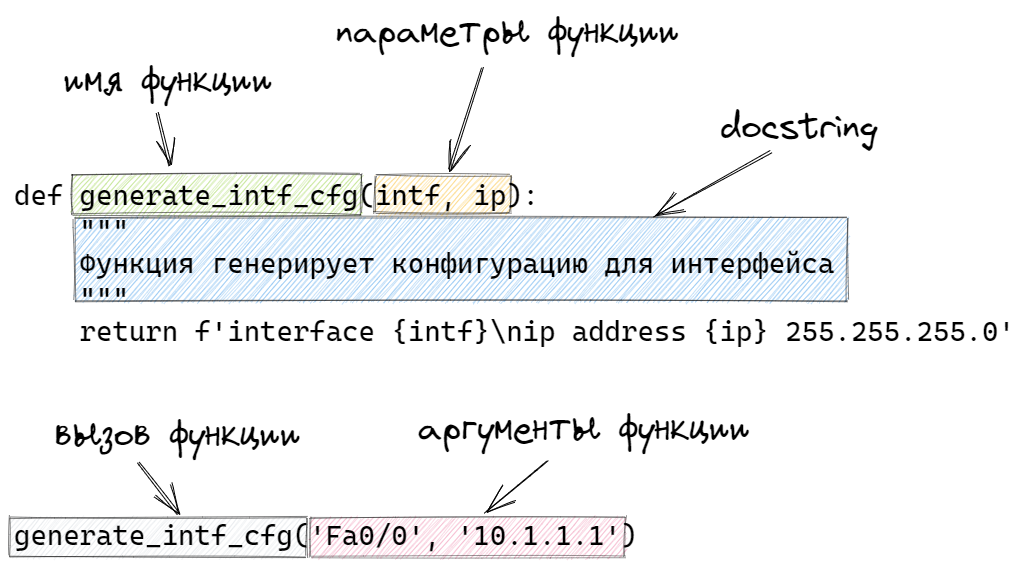 параметры функции
имя функции
docstring
def generate_intf_cfg(intf, ip):
"""
Функция генерирует конфигурацию для интерфейса
"""
return f'interface {intf}\nip address {ip} 255.255.255.0'
вызов функции
аргументы функции
generate_intf_cfg('Fa0/0', '10.1.1.1')